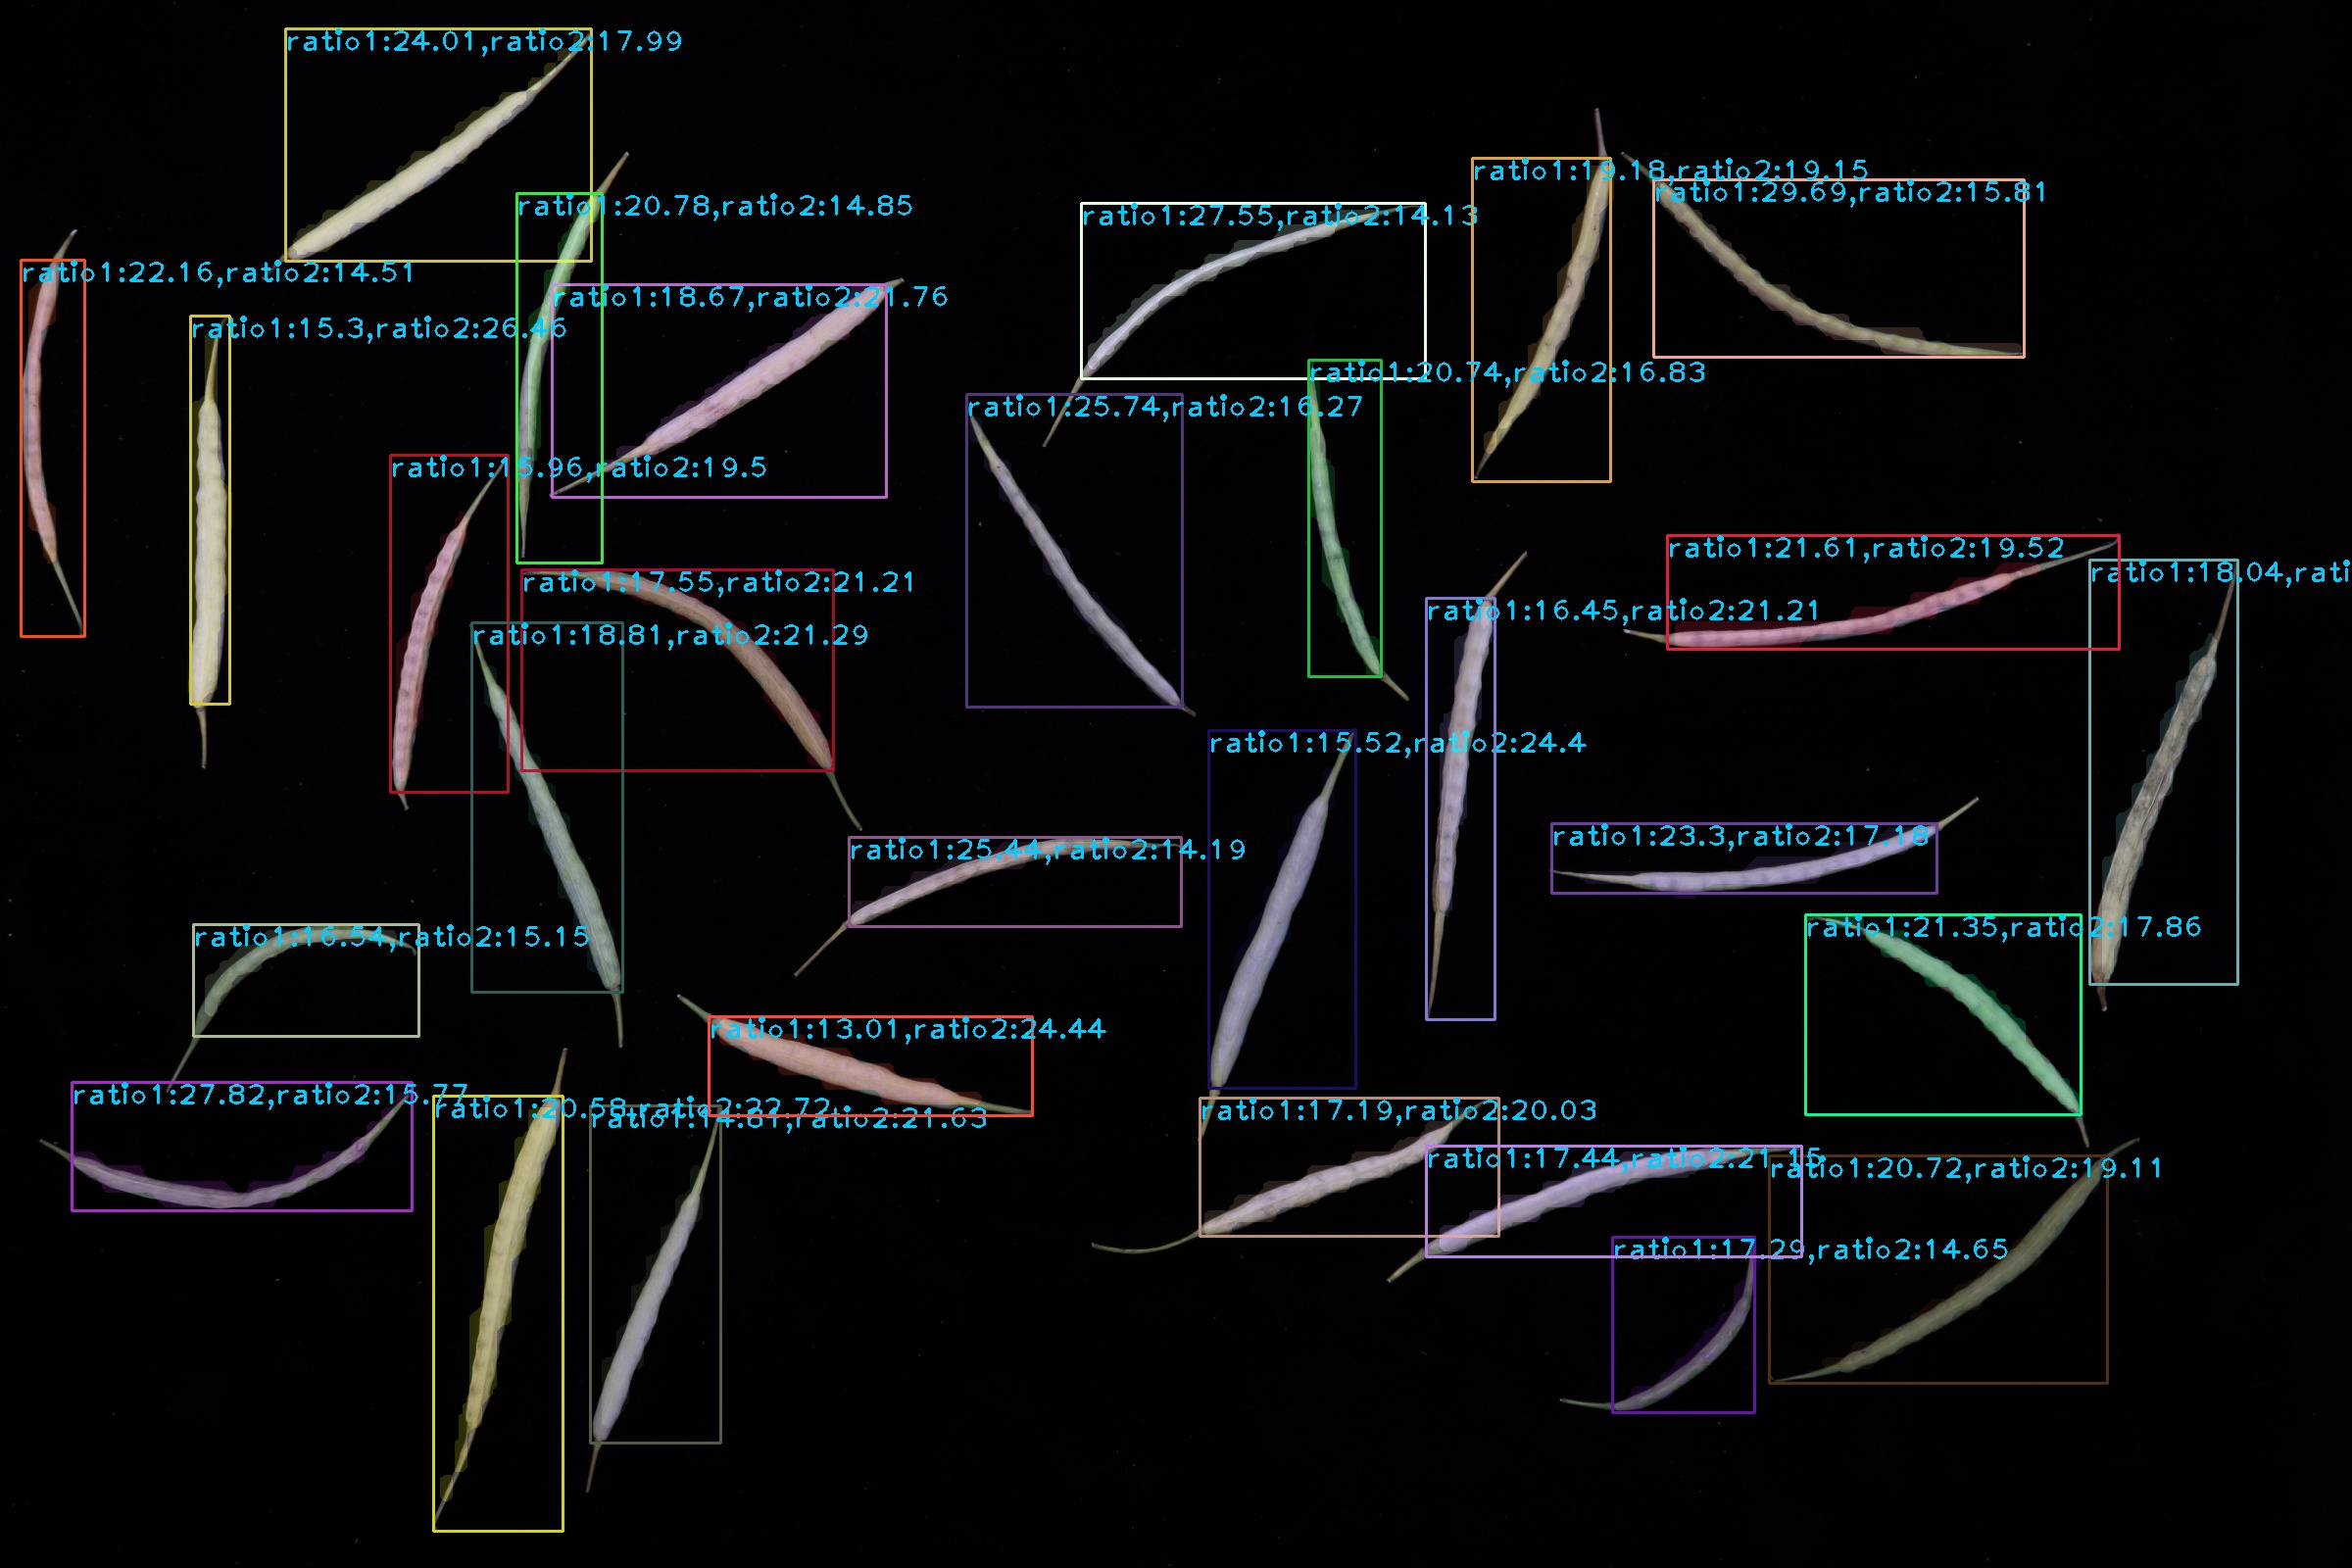 ratio1:24.01,ratio2:17.99
ratio1:19.18,ratio2:19.15
ratio1:29.69,ratio2:15.81
ratio1:20.78,ratio2:14.85
ratio1:27.55,ratio2:14.13
ratio1:22.16,ratio2:14.51
ratio1:18.67,ratio2:21.76
ratio1:15.3,ratio2:26.46
ratio1:20.74,ratio2:16.83
ratio1:25.74,ratio2:16.27
ratio1:15.96,ratio2:19.5
ratio1:21.61,ratio2:19.52
ratio1:18.04,rati
ratio1:17.55,ratio2:21.21
ratio1:16.45,ratio2:21.21
ratio1:18.81,ratio2:21.29
ratio1:15.52,ratio2:24.4
ratio1:23.3,ratio2:17.18
ratio1:25.44,ratio2:14.19
ratio1:21.35,ratio2:17.86
ratio1:16.54,ratio2:15.15
ratio1:13.01,ratio2:24.44
ratio1:27.82,ratio2:15.77
ratio1:20.58,ratio2:22.72
ratio1:14.81,ratio2:21.63
ratio1:17.19,ratio2:20.03
ratio1:17.44,ratio2:21.15
ratio1:20.72,ratio2:19.11
ratio1:17.29,ratio2:14.65